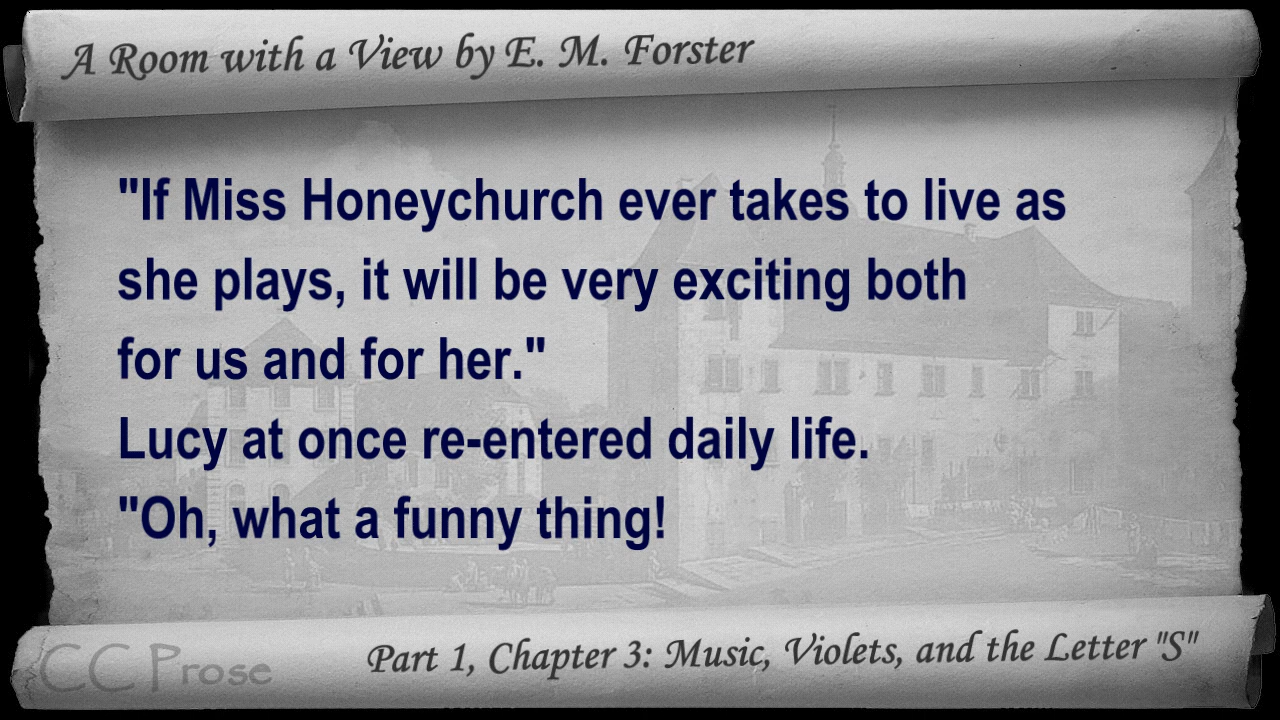 A Room with a View by E. M. Forster
"If Miss Honeychurch ever takes to live as
she plays, it will be very exciting both
for us and for her."
Lucy at once re-entered daily life.
"Oh, what a funny thing!
CC Prose
Part 1, Chapter 3: Music, Violets, and the Letter "S"